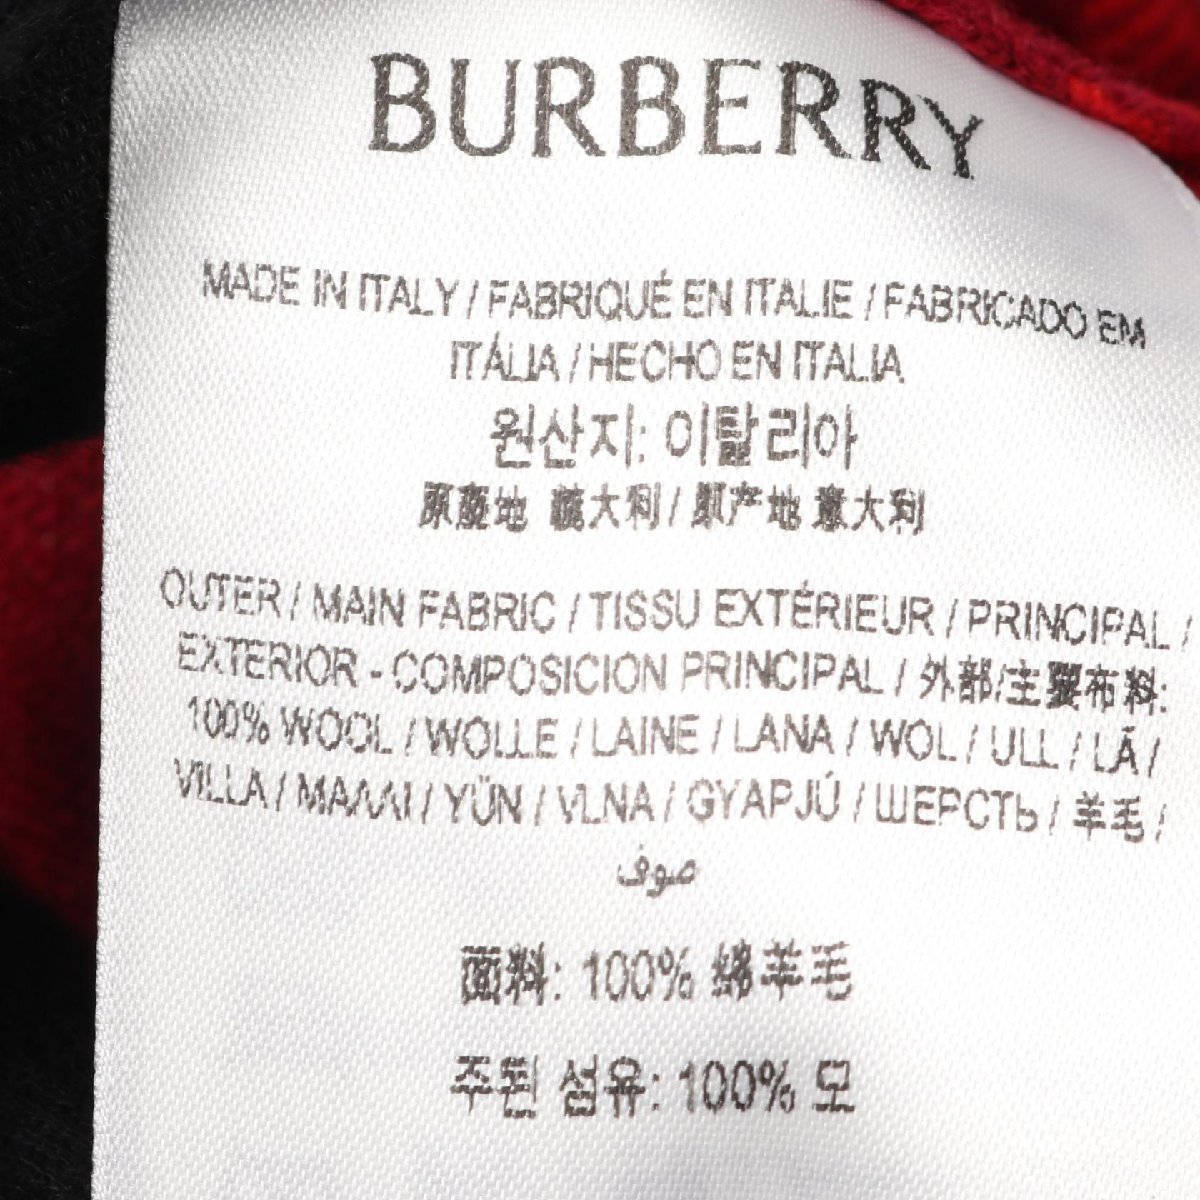 BURBERRY
MADE IN ITALY / FABRIQUÉ EN ITALIE / FABRICADO EM
ITÁLIA / HECHO EN ITALIA
원산지: 이탈리아
原產地 義大利 / 原产地 意大利
OUTER / MAIN FABRIC / TISSU EXTÉRIEUR / PRINCIPAL /
EXTERIOR - COMPOSICION PRINCIPAL / 外部/主要布料:
100% WOOL / WOLLE / LAINE / LANA / WOL / ULL / LÃ /
VILLA / ΜΑΛΛΙ / YÜN / VLNA / GYAPJÚ / ШЕРСТЬ / 羊毛 /
صوف
面料: 100% 绵羊毛
주된 섬유: 100% 모